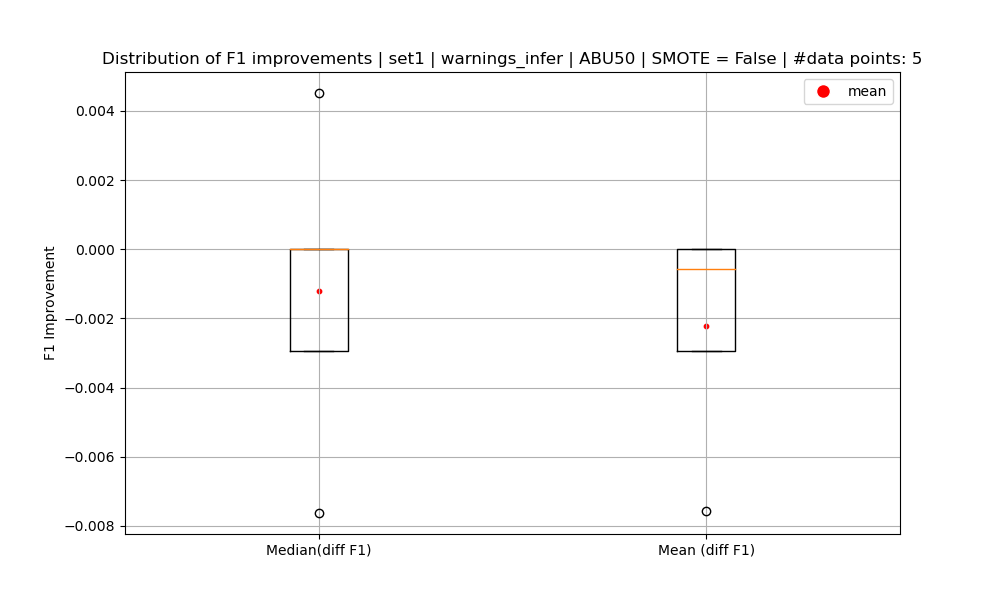 Distribution of F1 improvements | set1 | warnings_infer | ABU50 | SMOTE = False | #data points: 5
mean
0.004
0.002
0.000
−0.002
−0.004
−0.006
−0.008
F1 Improvement
Median(diff F1)
Mean (diff F1)